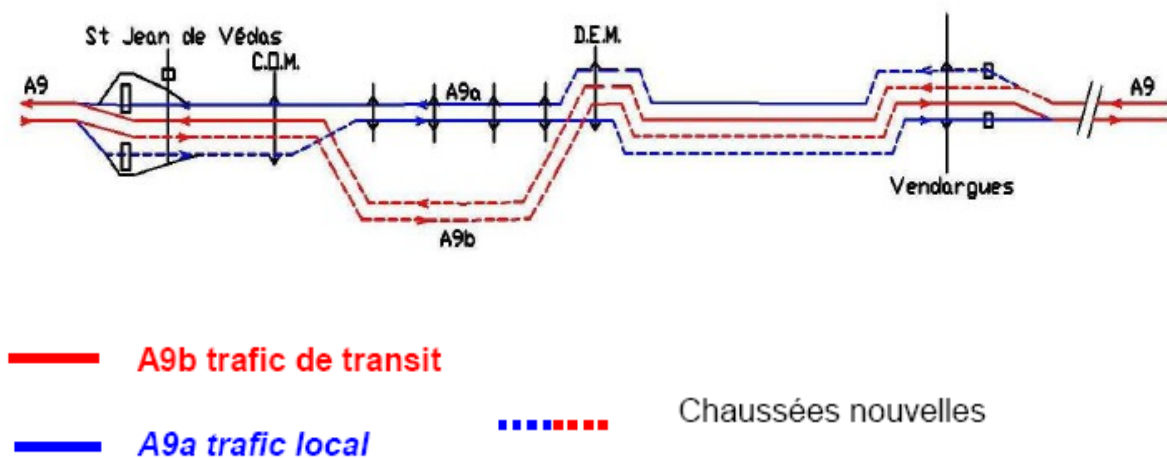 St Jean de Védas
C.O.M.
D.E.M.
A9
A9a
A9
Vendargues
A9b
A9b trafic de transit
Chaussées nouvelles
A9a trafic local